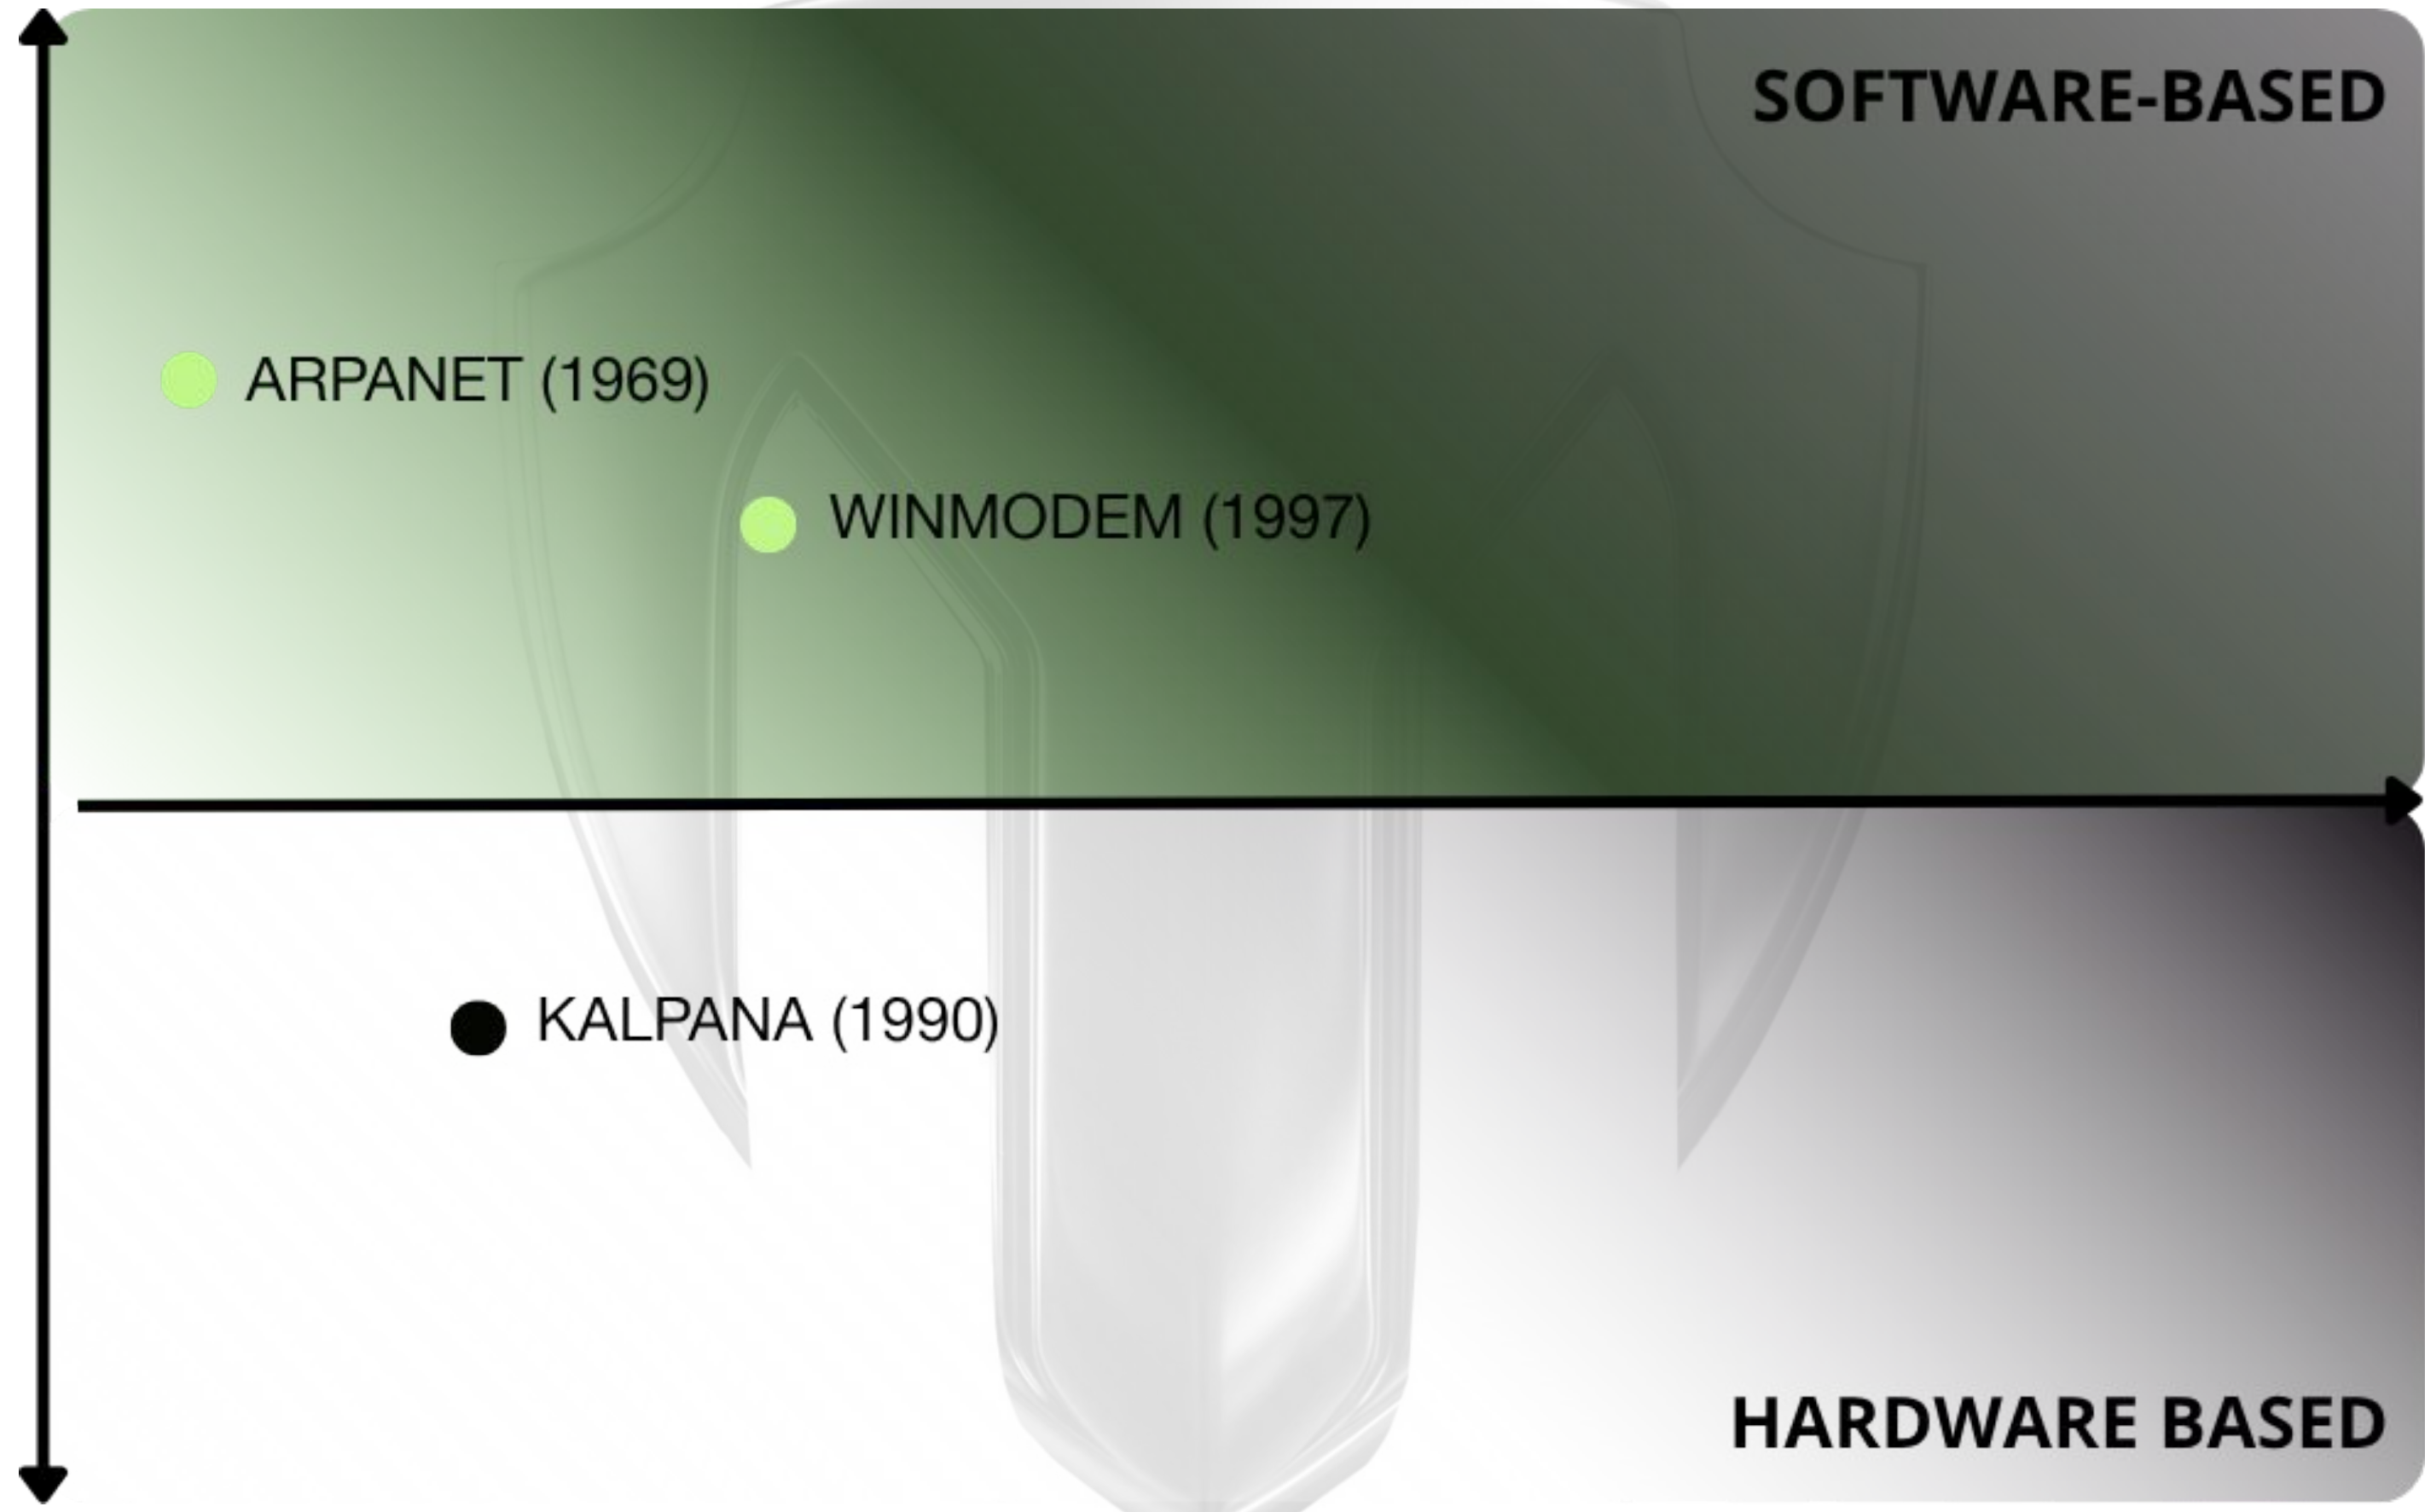 SOFTWARE-BASED
ARPANET (1969)
WINMODEM (1997)
KALPANA (1990)
HARDWARE BASED